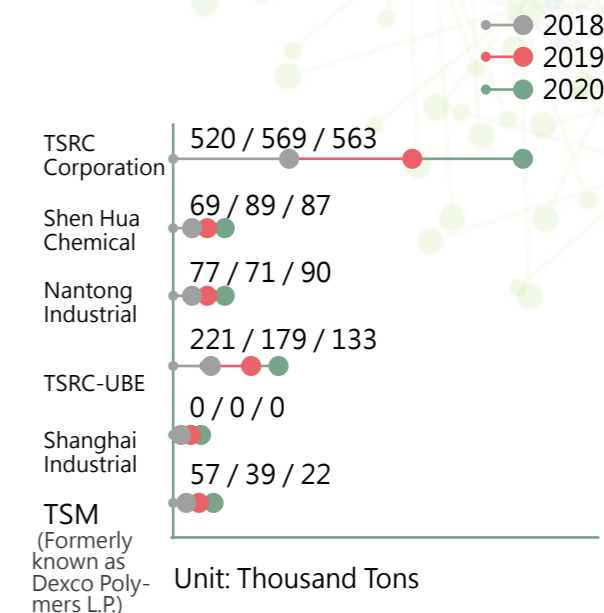 2018
2019
2020
TSRC
Corporation
520 / 569 / 563
Shen Hua
Chemical
69 / 89 / 87
Nantong
Industrial
77 / 71 / 90
TSRC-UBE
221 / 179 / 133
Shanghai
Industrial
0 / 0 / 0
TSM
(Formerly
known as
Dexco Poly-
mers L.P.)
57 / 39 / 22
Unit: Thousand Tons